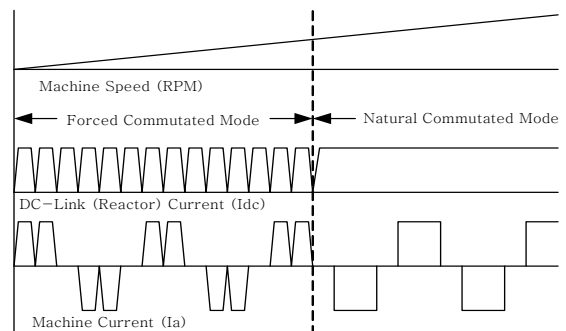 Machine Speed (RPM)
Forced Commutated Mode
Natural Commutated Mode
DC-Link (Reactor) Current (Idc)
Machine Current (Ia)